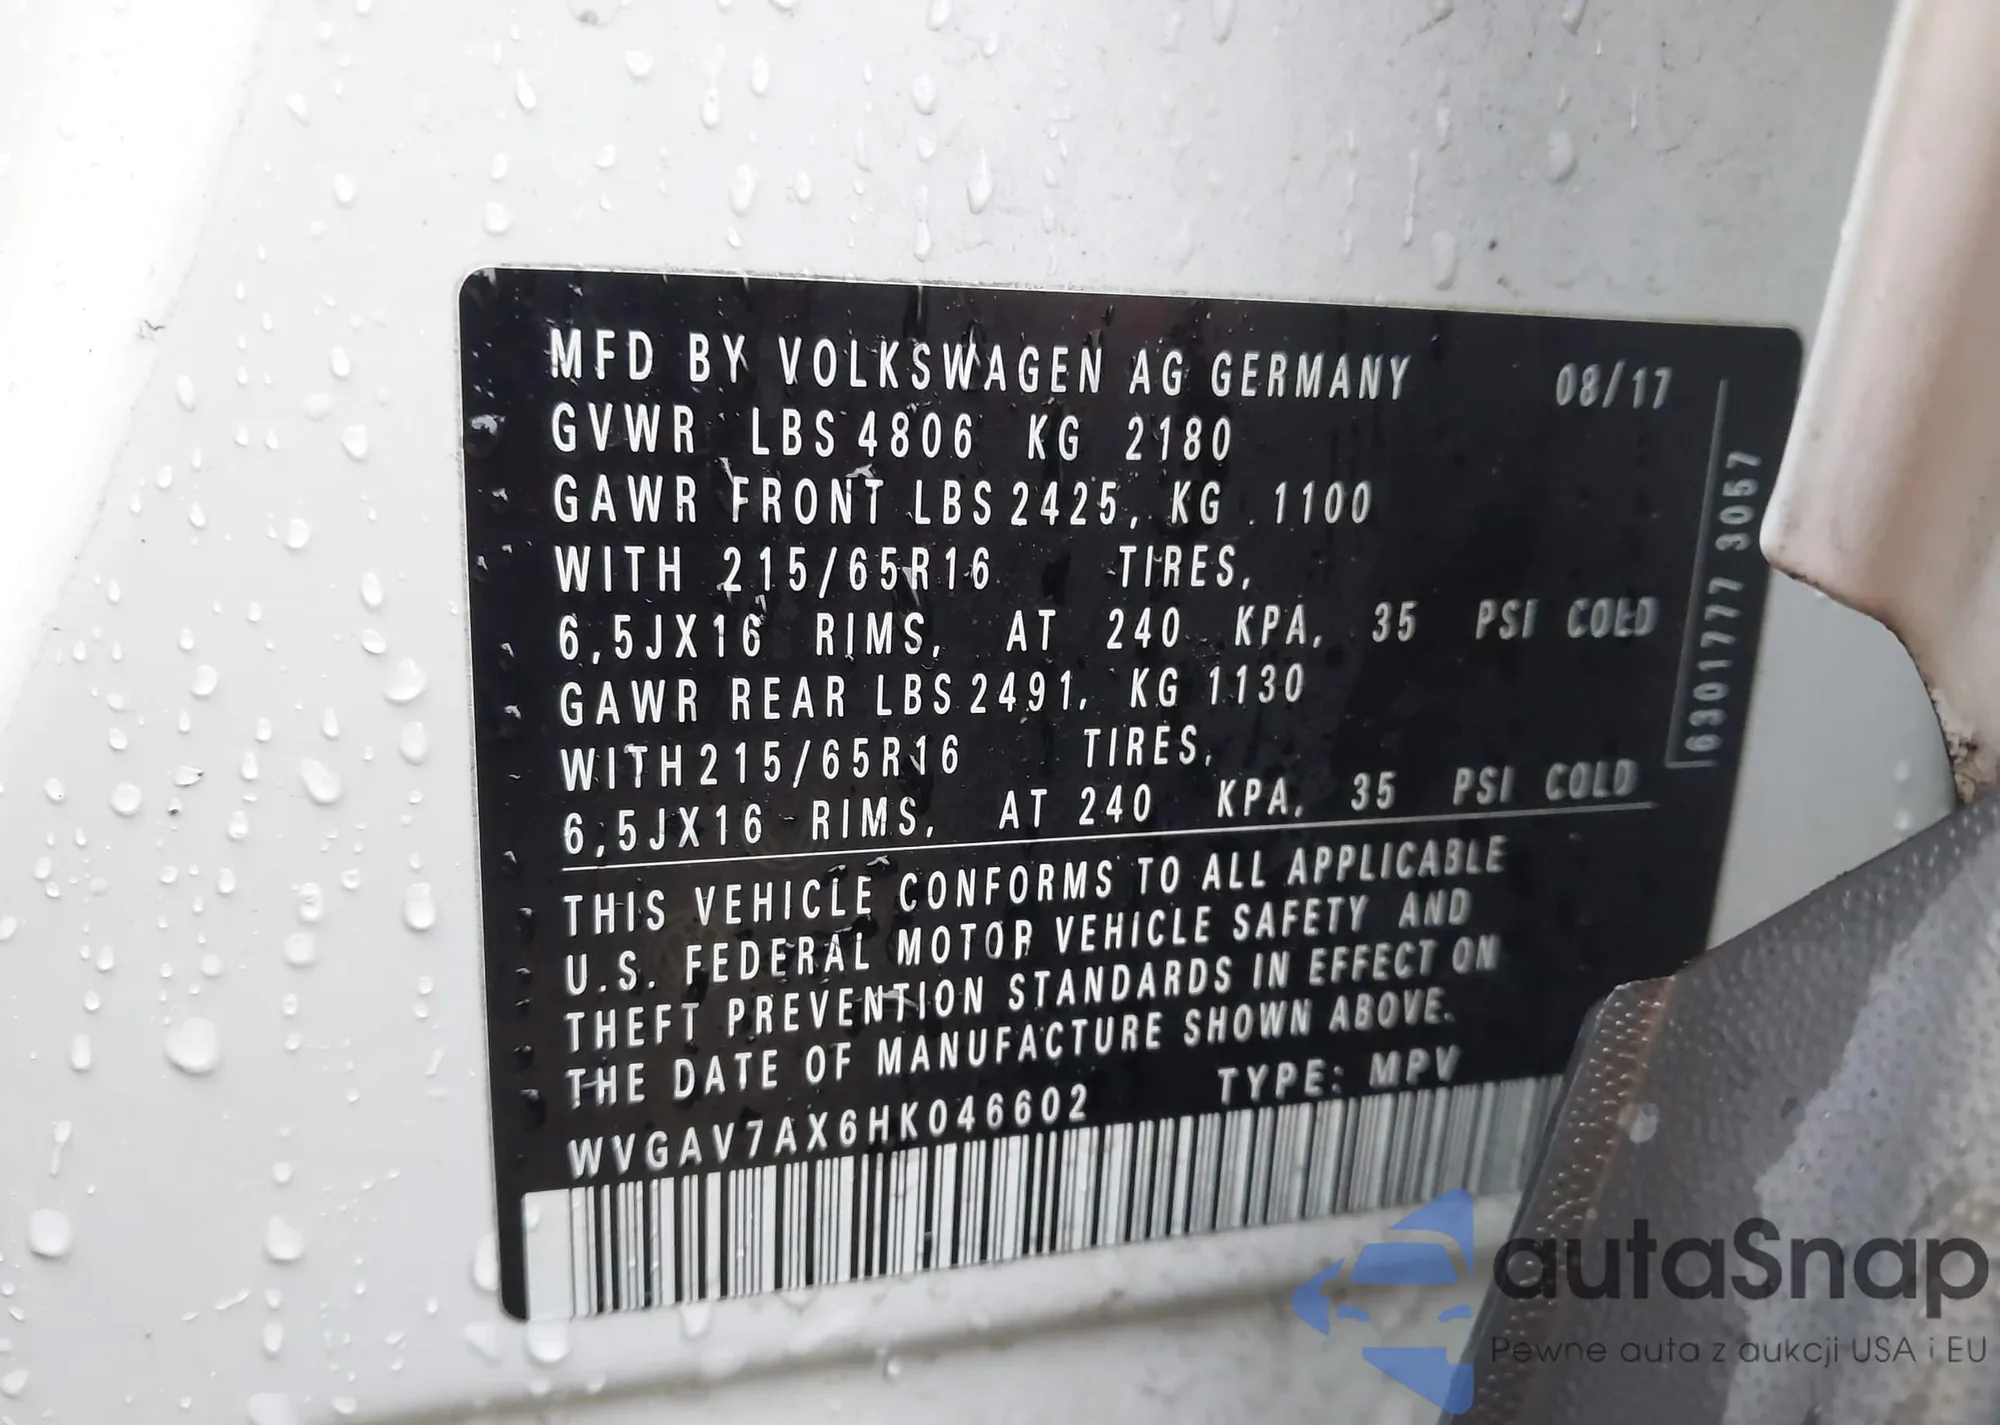 MFD BY VOLKSWAGEN AG GERMANY 08/17
GVWR LBS 4806 KG 2180
GAWR FRONT LBS 2425, KG 1100
WITH 215/65R16 TIRES,
6,5JX16 RIMS, AT 240 KPA, 35 PSI COLD
GAWR REAR LBS 2491, KG 1130
WITH 215/65R16 TIRES,
6,5JX16 RIMS, AT 240 KPA, 35 PSI COLD
6301777 3057
THIS VEHICLE CONFORMS TO ALL APPLICABLE
U.S. FEDERAL MOTOR VEHICLE SAFETY AND
THEFT PREVENTION STANDARDS IN EFFECT ON
THE DATE OF MANUFACTURE SHOWN ABOVE.
WVGAV7AX6HK046602 TYPE: MPV
autaSnap
Pewne auta z aukcji USA i EU